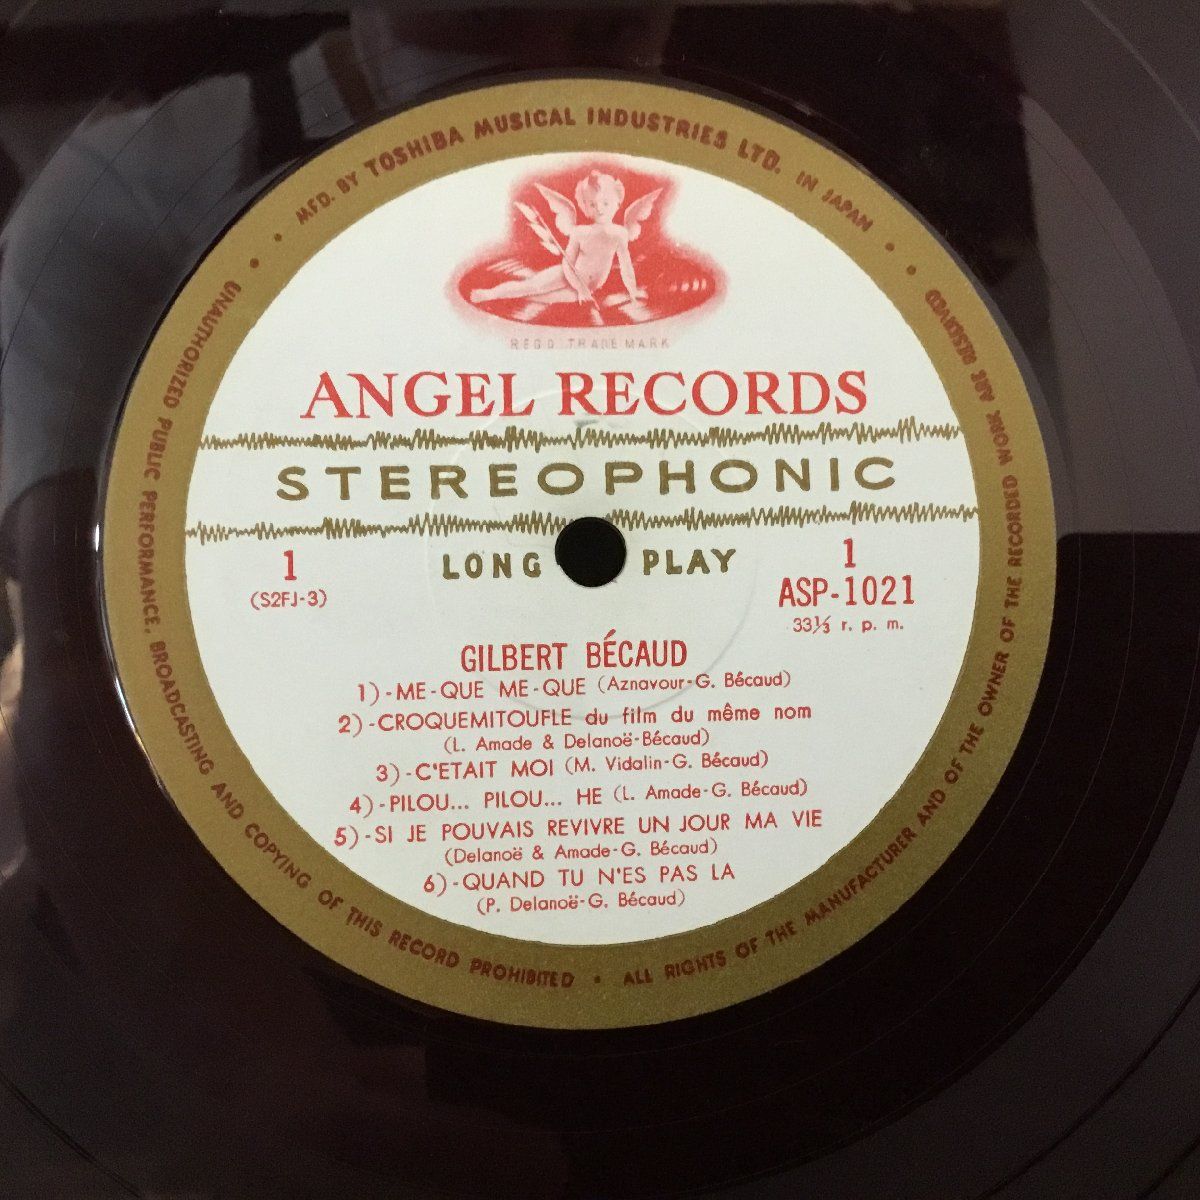 MFD. BY TOSHIBA MUSICAL INDUSTRIES LTD. IN JAPAN
REGD. TRADE MARK
ANGEL RECORDS
STEREOPHONIC
LONG PLAY
1
(S2FJ-3)
1
ASP-1021
33⅓ r. p. m.
GILBERT BÉCAUD
1)-ME-QUE ME-QUE (Aznavour-G. Bécaud)
2)-CROQUEMITOUFLE du film du même nom
(L. Amade & Delanoë-Bécaud)
3)-C'ETAIT MOI (M. Vidalin-G. Bécaud)
4)-PILOU... PILOU... HE (L. Amade-G. Bécaud)
5)-SI JE POUVAIS REVIVRE UN JOUR MA VIE
(Delanoë & Amade-G. Bécaud)
6)-QUAND TU N'ES PAS LA
(P. Delanoë-G. Bécaud)
UNAUTHORIZED PUBLIC PERFORMANCE, BROADCASTING AND COPYING OF THIS RECORD PROHIBITED • ALL RIGHTS OF THE MANUFACTURER AND OF THE OWNER OF THE RECORDED WORK ARE RESERVED